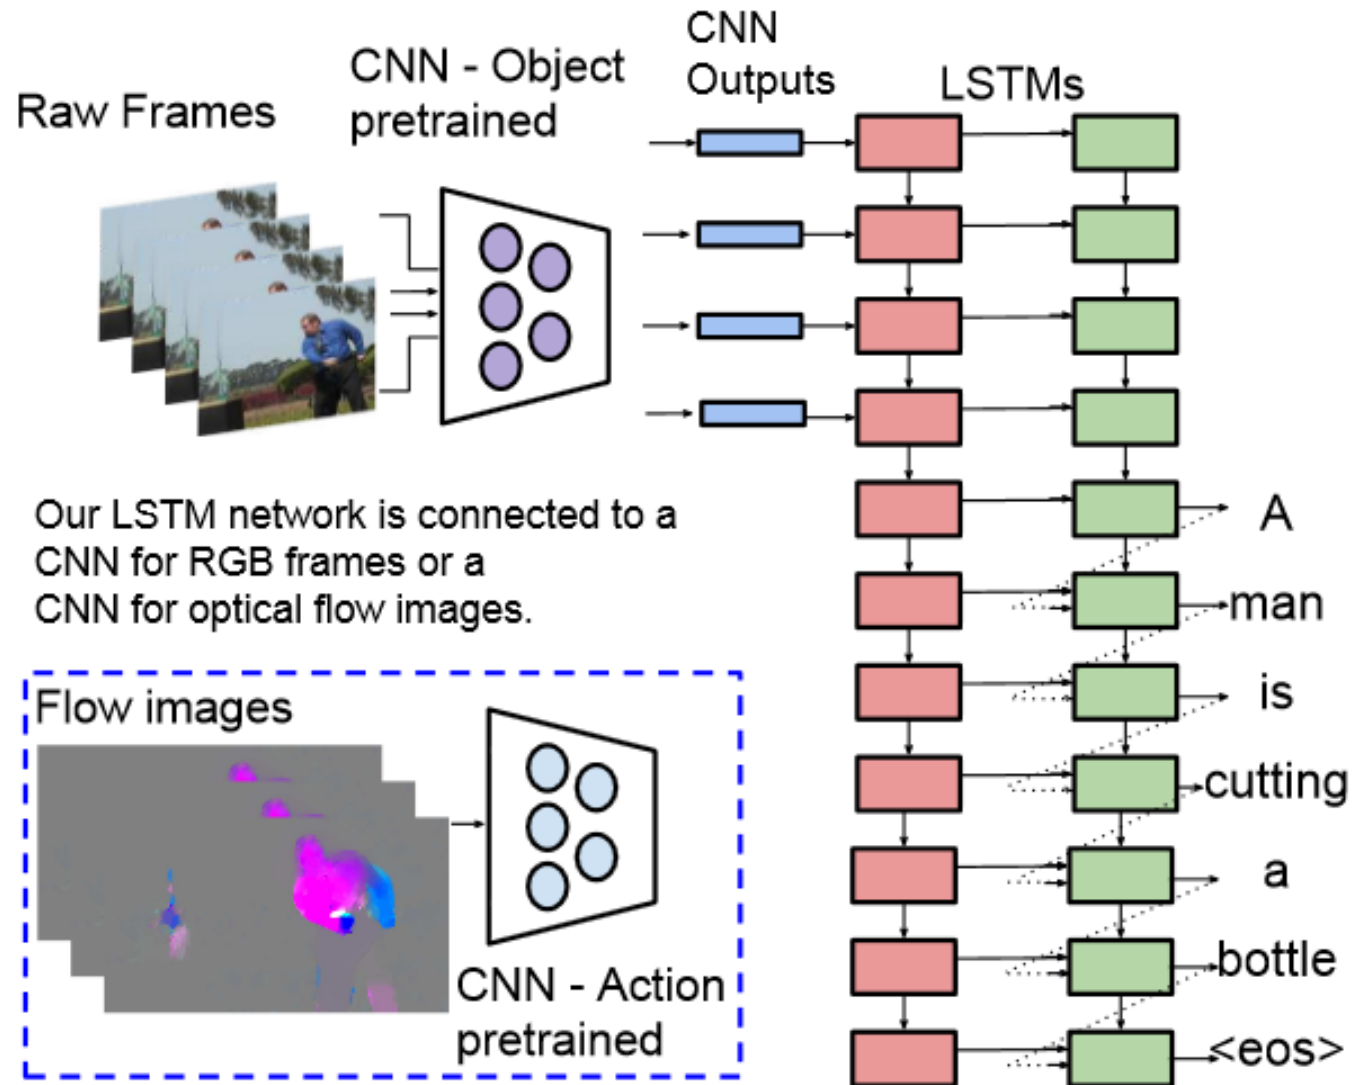 Raw Frames
CNN - Object
pretrained
CNN
Outputs
LSTMs
Our LSTM network is connected to a
CNN for RGB frames or a
CNN for optical flow images.
Flow images
CNN - Action
pretrained
A
man
is
cutting
a
bottle
<eos>